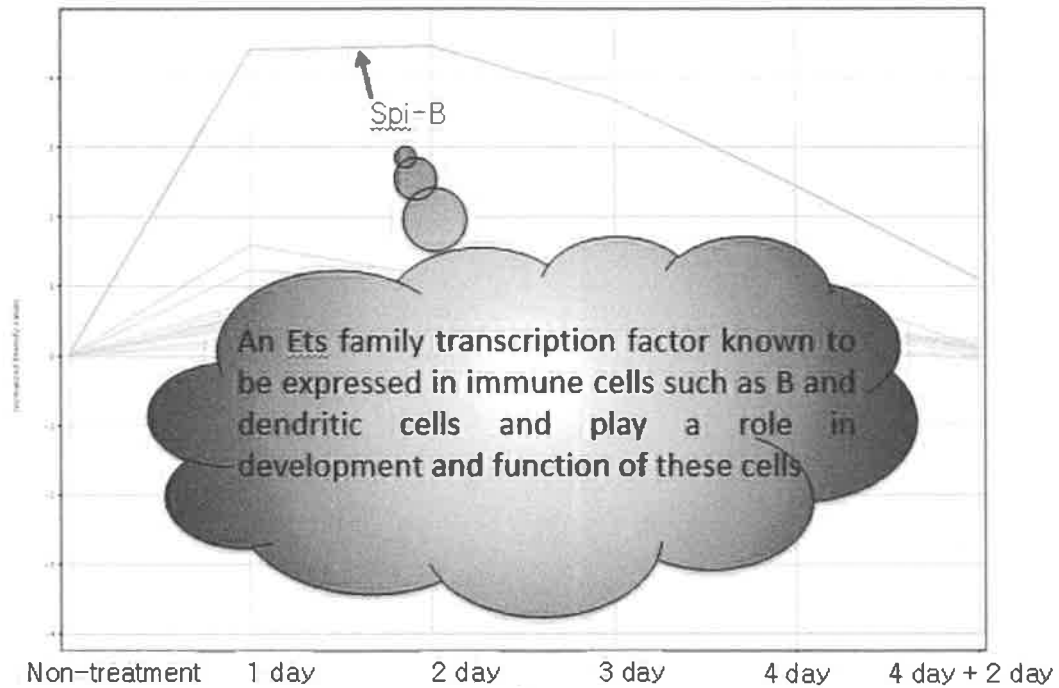 Spi-B
An Ets family transcription factor known to
be expressed in immune cells such as B and
dendritic cells and play a role in
development and function of these cells
Non-treatment 1 day 2 day 3 day 4 day 4 day + 2 day